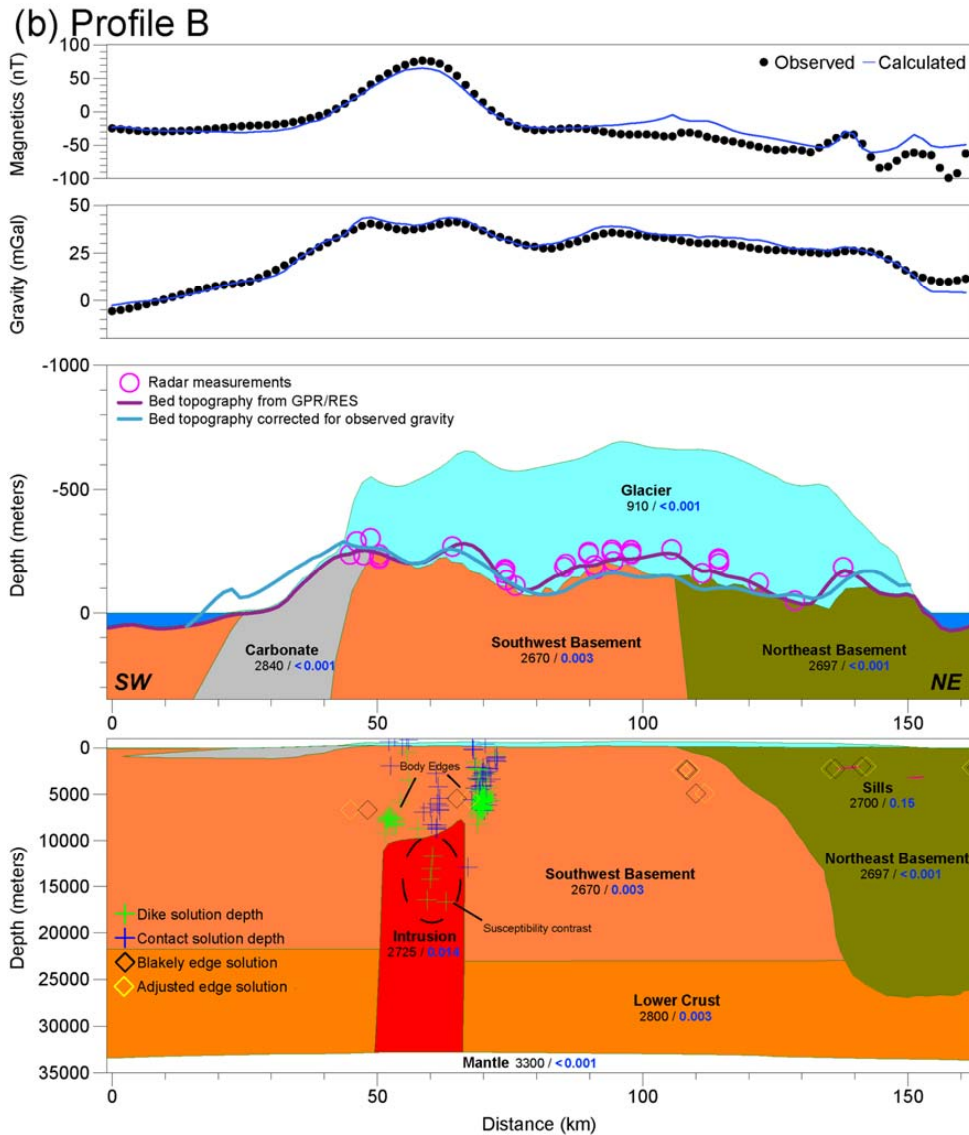 (b) Profile B
Magnetics (nT)
100
50
0
-50
-100
Observed
Calculated
Gravity (mGal)
50
25
0
Depth (meters)
-1000
-500
0
Radar measurements
Bed topography from GPR/RES
Bed topography corrected for observed gravity
Glacier
910 / <0.001
Carbonate
2840 / <0.001
Southwest Basement
2670 / 0.003
Northeast Basement
2697 / <0.001
SW
NE
0
50
100
150
Depth (meters)
0
5000
10000
15000
20000
25000
30000
35000
Body Edges
Sills
2700 / 0.15
Southwest Basement
2670 / 0.003
Northeast Basement
2697 / <0.001
Dike solution depth
Contact solution depth
Blakely edge solution
Adjusted edge solution
Susceptibility contrast
Intrusion
2725 / 0.014
Lower Crust
2800 / 0.003
Mantle 3300 / <0.001
0
50
100
150
Distance (km)